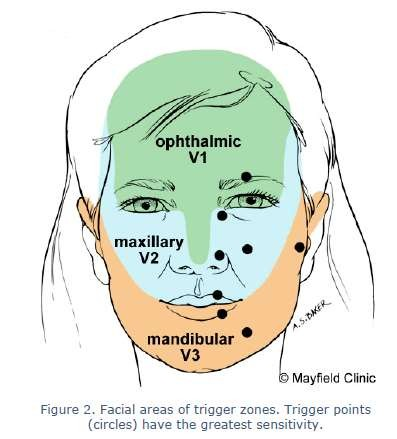 ophthalmic
V1
maxillary
V2
mandibular
V3
A.S.BAKER
© Mayfield Clinic
Figure 2. Facial areas of trigger zones. Trigger points
(circles) have the greatest sensitivity.